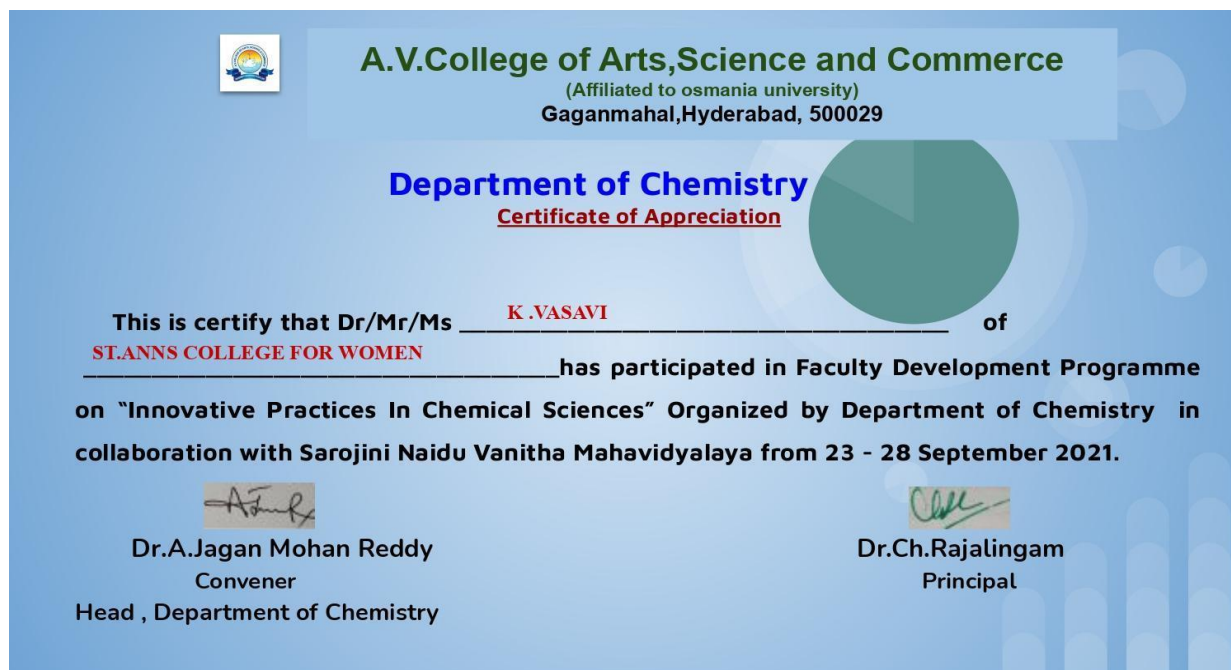 A.V.College of Arts,Science and Commerce
(Affiliated to osmania university)
Gaganmahal,Hyderabad, 500029
Department of Chemistry
Certificate of Appreciation
This is certify that Dr/Mr/Ms K .VASAVI of
ST.ANNS COLLEGE FOR WOMEN has participated in Faculty Development Programme
on “Innovative Practices In Chemical Sciences” Organized by Department of Chemistry in
collaboration with Sarojini Naidu Vanitha Mahavidyalaya from 23 - 28 September 2021.
Dr.A.Jagan Mohan Reddy
Convener
Head , Department of Chemistry
Dr.Ch.Rajalingam
Principal